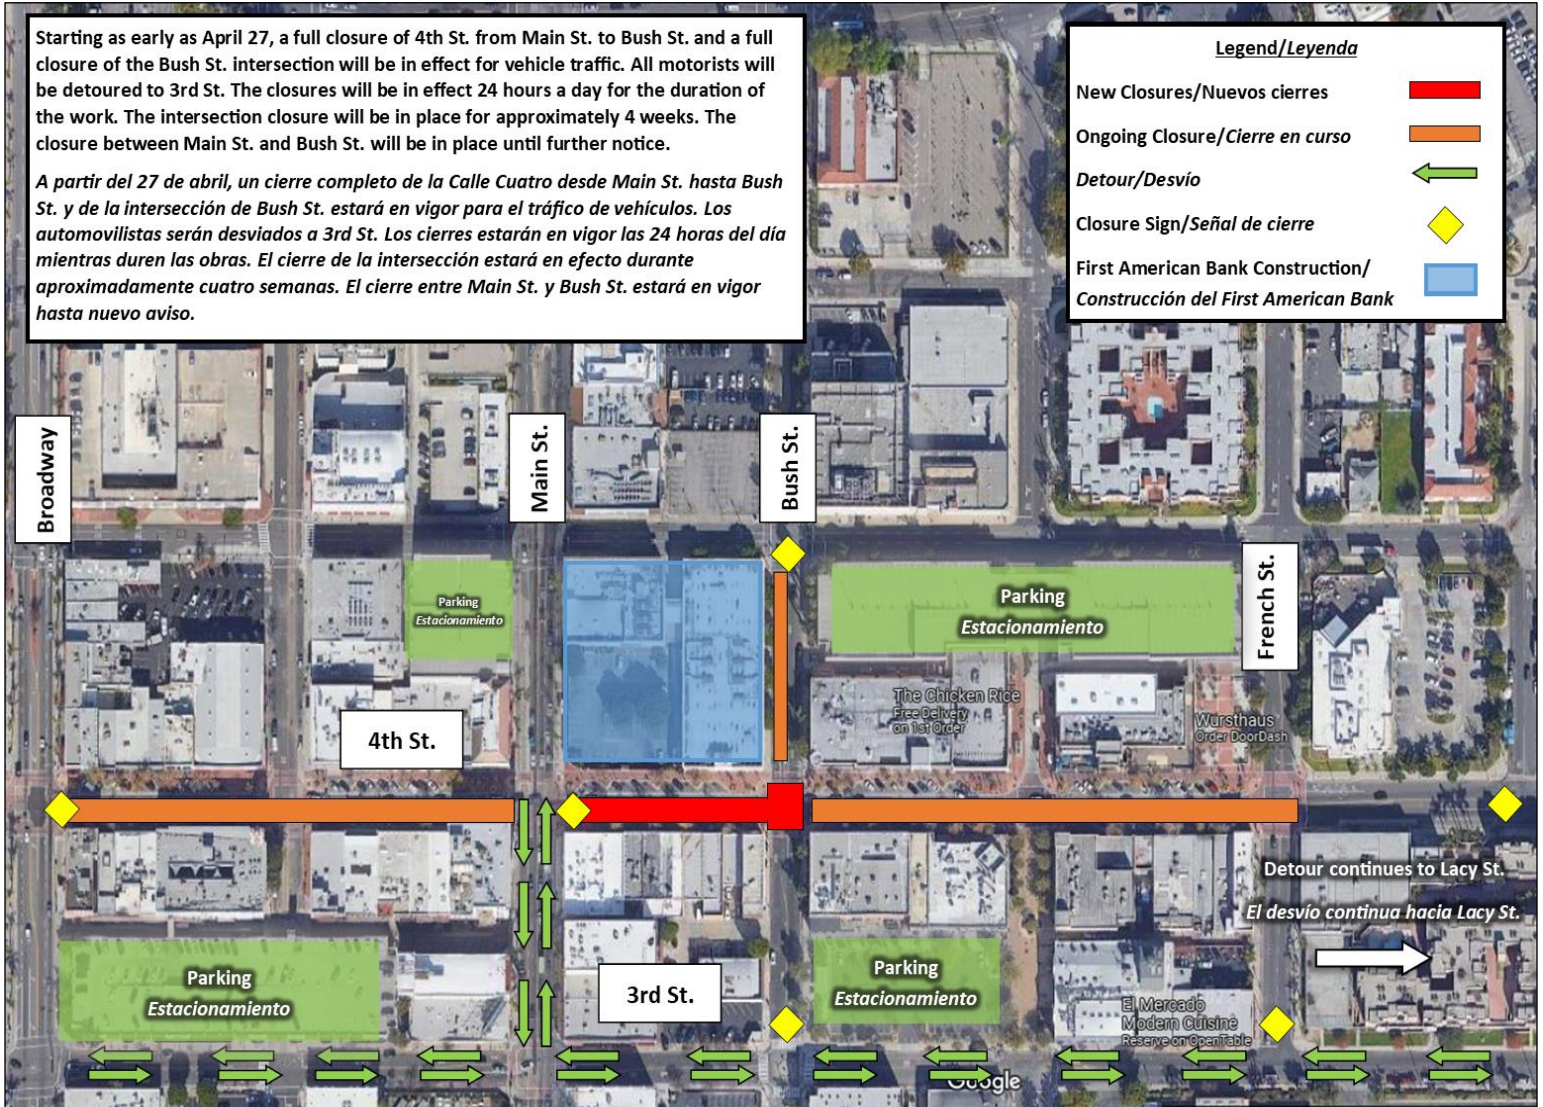 Starting as early as April 27, a full closure of 4th St. from Main St. to Bush St. and a full
closure of the Bush St. intersection will be in effect for vehicle traffic. All motorists will
be detoured to 3rd St. The closures will be in effect 24 hours a day for the duration of
the work. The intersection closure will be in place for approximately 4 weeks. The
closure between Main St. and Bush St. will be in place until further notice.
A partir del 27 de abril, un cierre completo de la Calle Cuatro desde Main St. hasta Bush
St. y de la intersección de Bush St. estará en vigor para el tráfico de vehículos. Los
automovilistas serán desviados a 3rd St. Los cierres estarán en vigor las 24 horas del día
mientras duren las obras. El cierre de la intersección estará en efecto durante
aproximadamente cuatro semanas. El cierre entre Main St. y Bush St. estará en vigor
hasta nuevo aviso.
Legend/Leyenda
New Closures/Nuevos cierres
Ongoing Closure/Cierre en curso
Detour/Desvío
Closure Sign/Señal de cierre
First American Bank Construction/
Construcción del First American Bank
Broadway
Main St.
Bush St.
French St.
Parking
Estacionamiento
Parking
Estacionamiento
The Chicken Rice
Free Delivery
on 1st Order
Wursthaus
Order DoorDash
4th St.
Detour continues to Lacy St.
El desvío continua hacia Lacy St.
Parking
Estacionamiento
3rd St.
Parking
Estacionamiento
El Mercado
Modern Cuisine
Reserve on OpenTable
Google